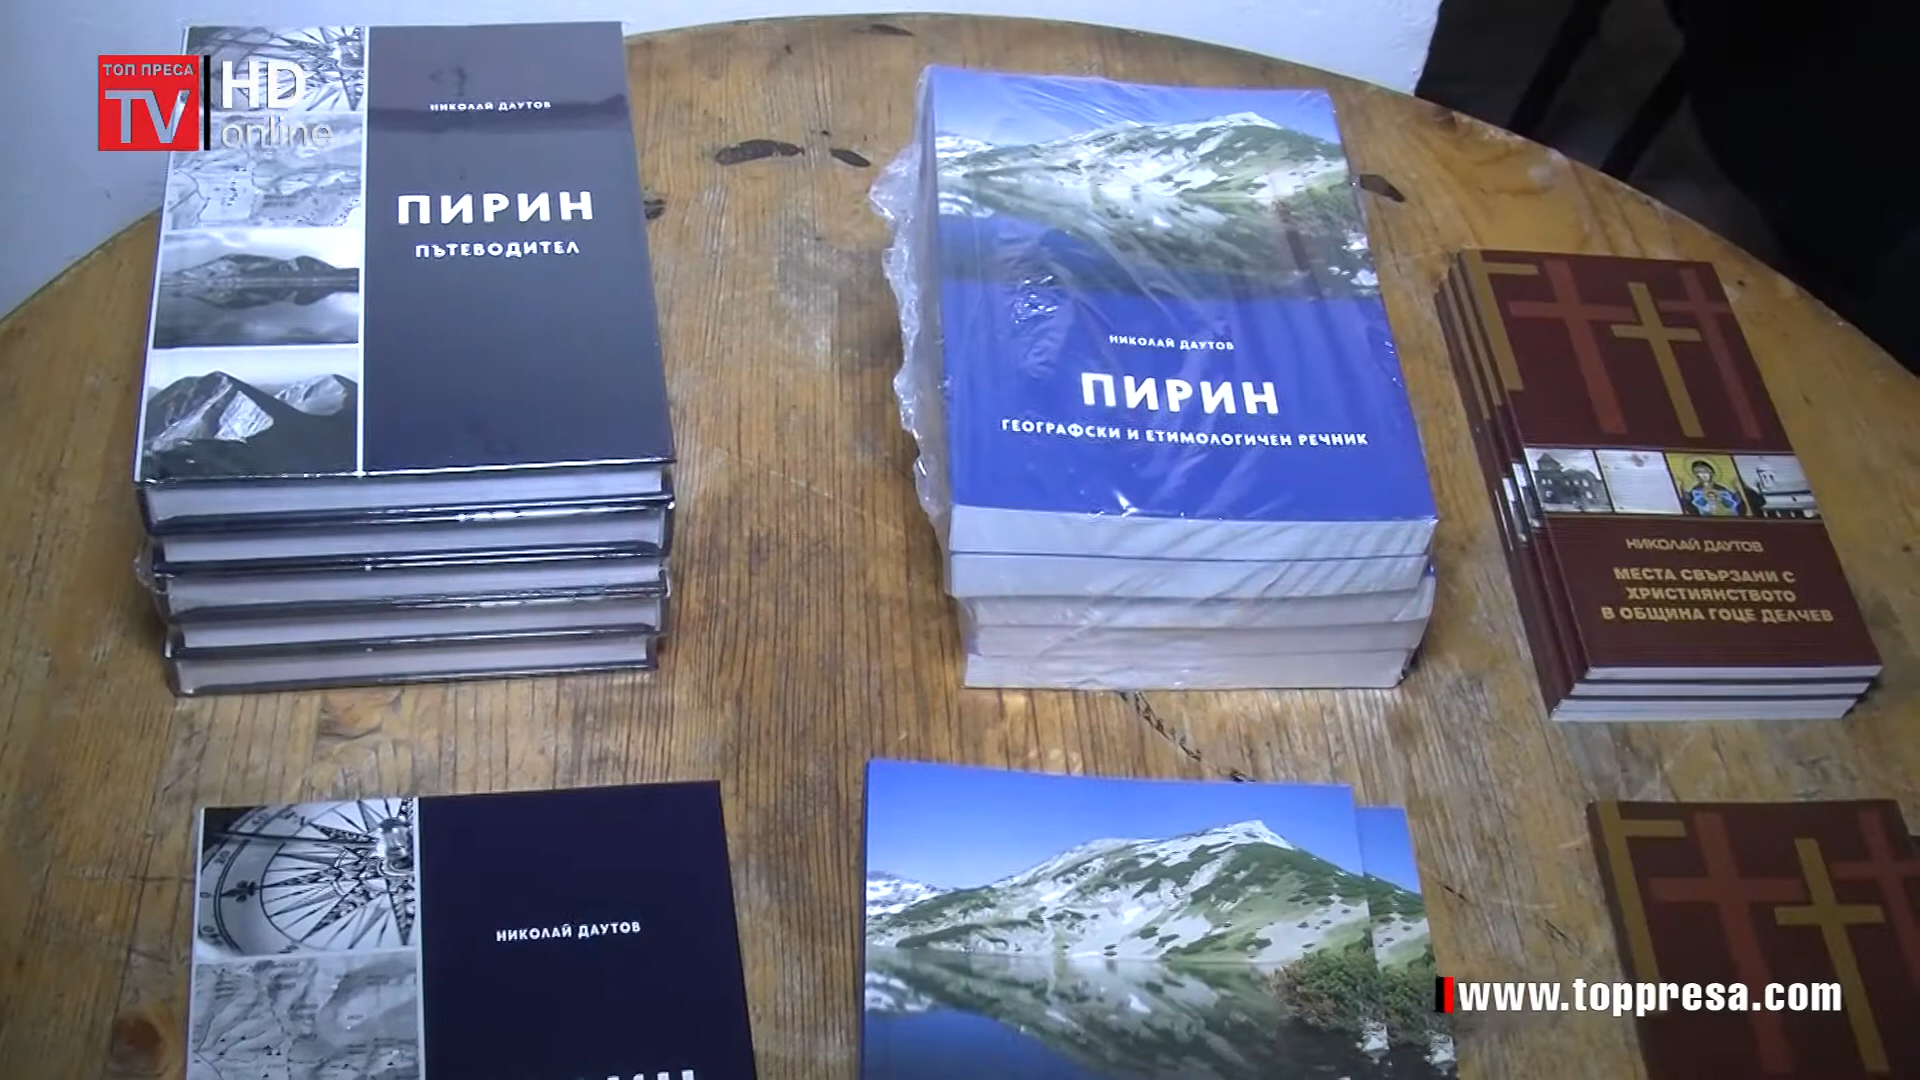 ТОП ПРЕСА
TV
HD
online
НИКОЛАЙ ДАУТОВ
ПИРИН
ПЪТЕВОДИТЕЛ
НИКОЛАЙ ДАУТОВ
ПИРИН
ГЕОГРАФСКИ И ЕТИМОЛОГИЧЕН РЕЧНИК
НИКОЛАЙ ДАУТОВ
МЕСТА СВЪРЗАНИ С
ХРИСТИЯНСТВОТО
В ОБЩИНА ГОЦЕ ДЕЛЧЕВ
НИКОЛАЙ ДАУТОВ
www.toppresa.com